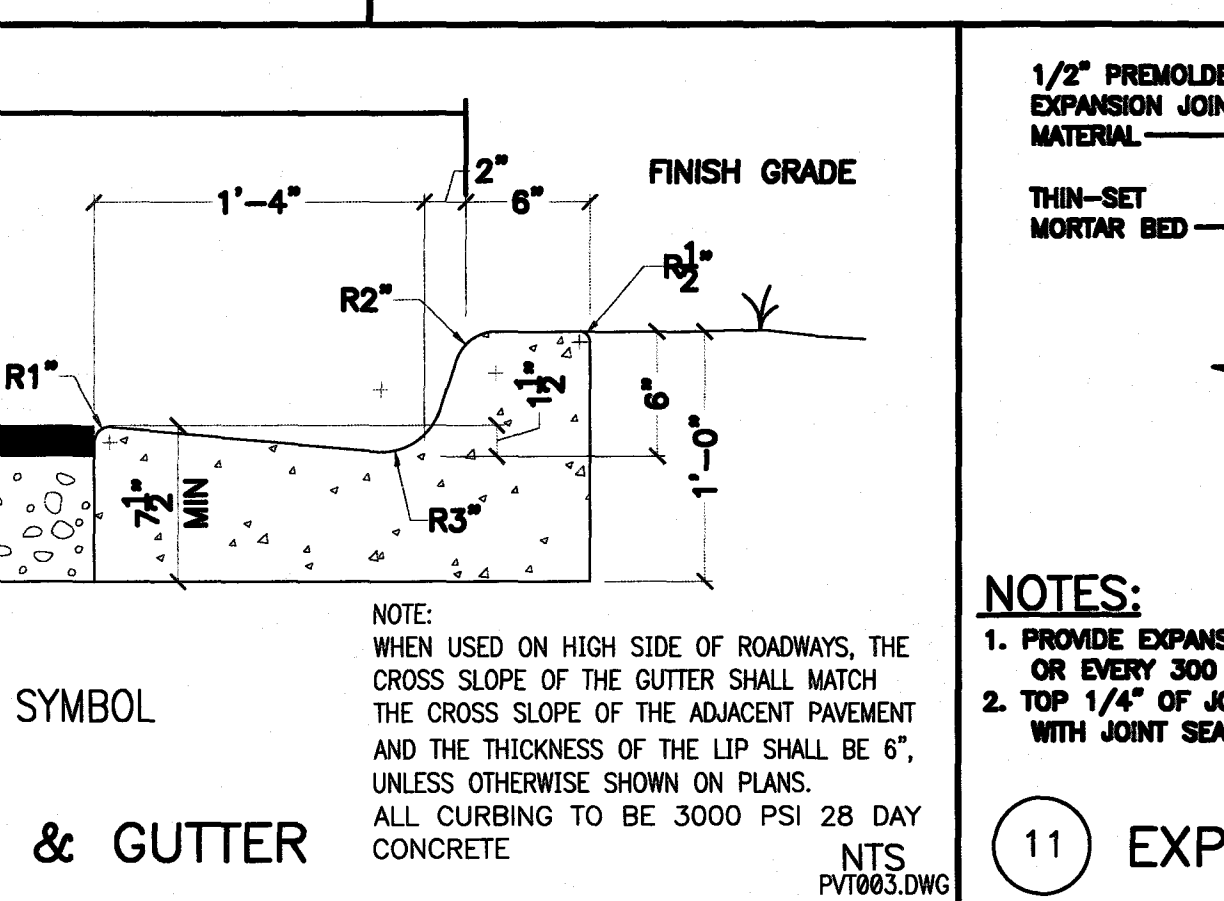 1'-4"
2"
6"
FINISH GRADE
R1/2"
R2"
R1"
1 1/2"
6"
1'-0"
7 1/2"
MIN
R3"
NOTE:
WHEN USED ON HIGH SIDE OF ROADWAYS, THE
CROSS SLOPE OF THE GUTTER SHALL MATCH
THE CROSS SLOPE OF THE ADJACENT PAVEMENT
AND THE THICKNESS OF THE LIP SHALL BE 6",
UNLESS OTHERWISE SHOWN ON PLANS.
ALL CURBING TO BE 3000 PSI 28 DAY
CONCRETE
SYMBOL
& GUTTER
NTS
PVT003.DWG
1/2" PREMOLDE
EXPANSION JOIN
MATERIAL
THIN-SET
MORTAR BED
NOTES:
1. PROVIDE EXPANS
OR EVERY 300
2. TOP 1/4" OF JO
WITH JOINT SEA
11 EXP